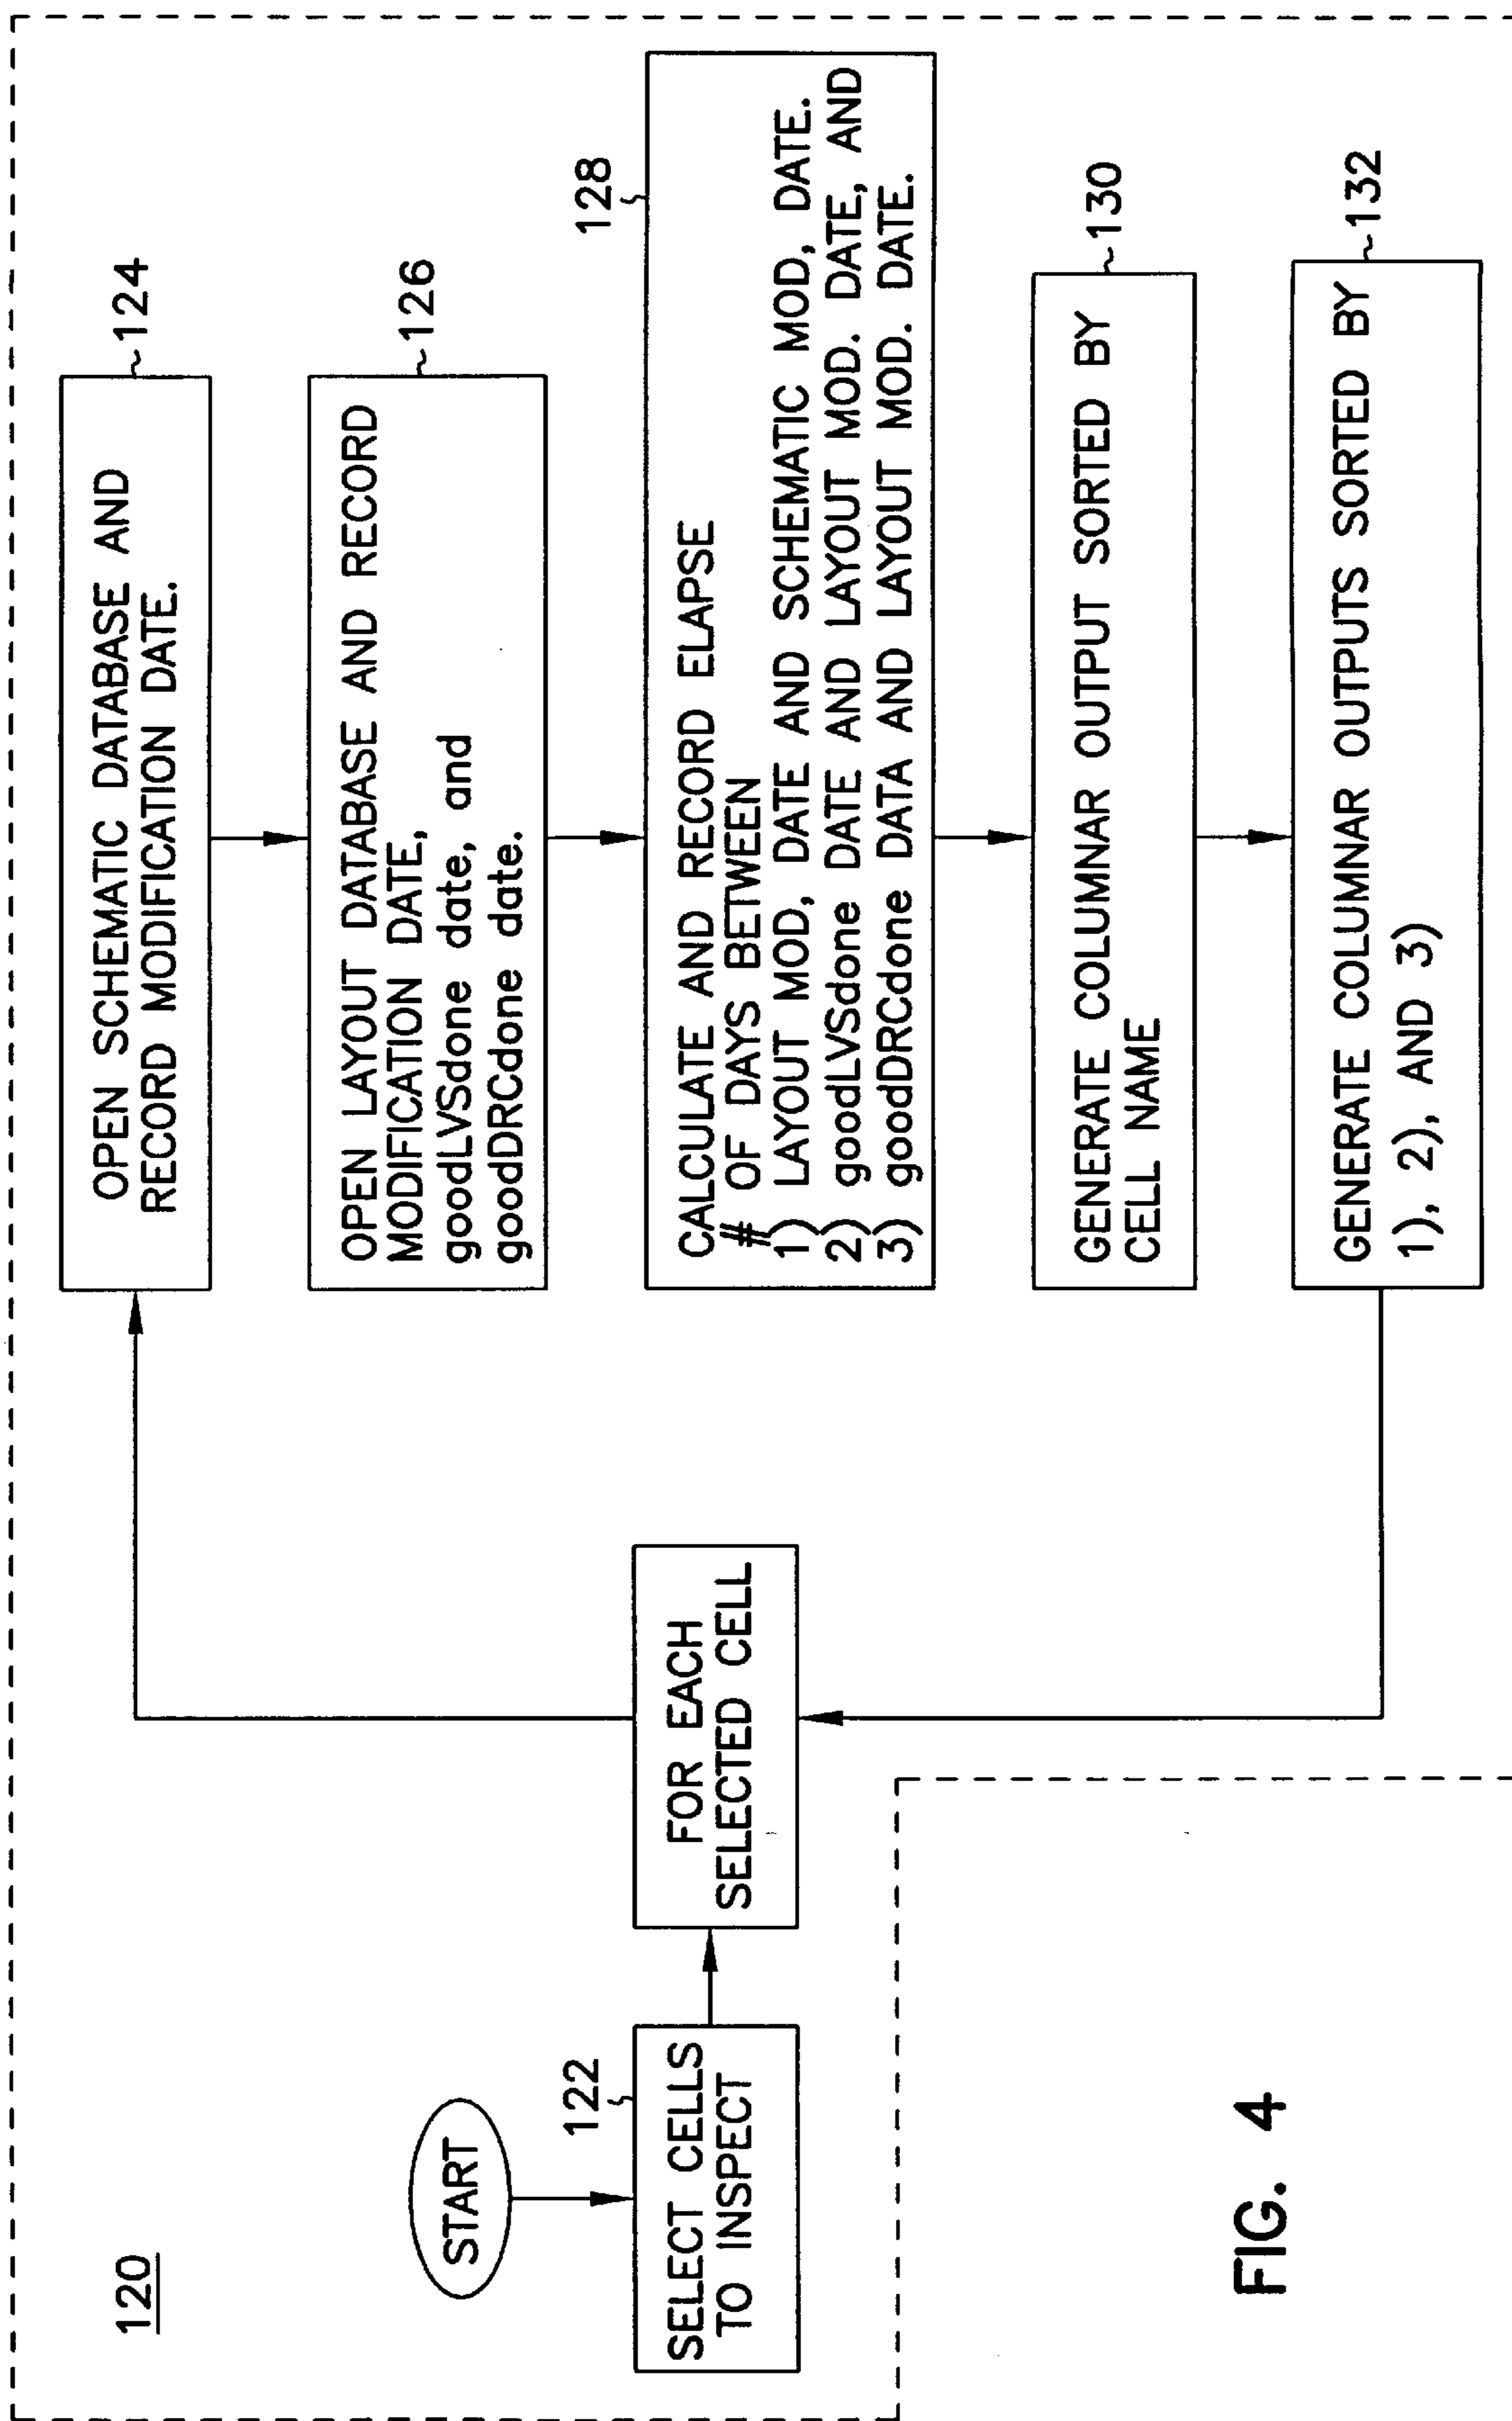 120
START
122
SELECT CELLS
TO INSPECT
FOR EACH
SELECTED CELL
124
OPEN SCHEMATIC DATABASE AND
RECORD MODIFICATION DATE.
126
OPEN LAYOUT DATABASE AND RECORD
MODIFICATION DATE,
goodLVSdone date, and
goodDRCdone date.
128
CALCULATE AND RECORD ELAPSE
# OF DAYS BETWEEN
1) LAYOUT MOD, DATE AND SCHEMATIC MOD, DATE.
2) goodLVSdone DATE AND LAYOUT MOD. DATE, AND
3) goodDRCdone DATA AND LAYOUT MOD. DATE.
130
GENERATE COLUMNAR OUTPUT SORTED BY
CELL NAME
132
GENERATE COLUMNAR OUTPUTS SORTED BY
1), 2), AND 3)
FIG. 4